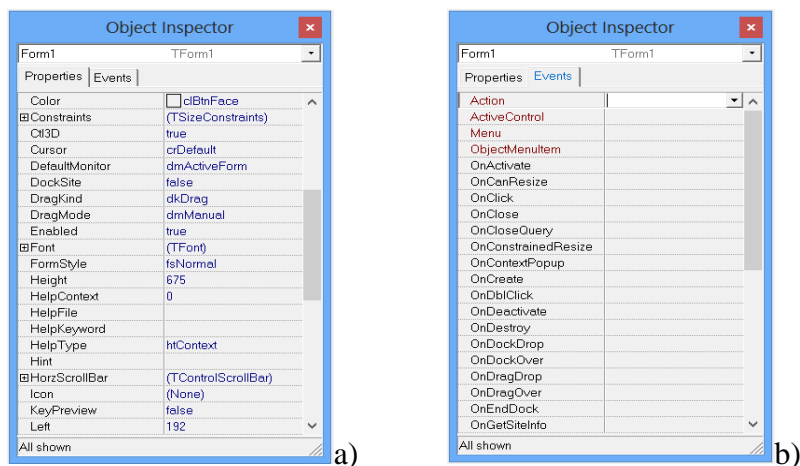 Object Inspector
Form1 TForm1
Properties Events
Color clBtnFace
Constraints (TSizeConstraints)
Ctl3D true
Cursor crDefault
DefaultMonitor dmActiveForm
DockSite false
DragKind dkDrag
DragMode dmManual
Enabled true
Font (TFont)
FormStyle fsNormal
Height 675
HelpContext 0
HelpFile
HelpKeyword
HelpType htContext
Hint
HorzScrollBar (TControlScrollBar)
Icon (None)
KeyPreview false
Left 192
All shown
a)
Object Inspector
Form1 TForm1
Properties Events
Action
ActiveControl
Menu
ObjectMenuItem
OnActivate
OnCanResize
OnClick
OnClose
OnCloseQuery
OnConstrainedResize
OnContextPopup
OnCreate
OnDblClick
OnDeactivate
OnDestroy
OnDockDrop
OnDockOver
OnDragDrop
OnDragOver
OnEndDock
OnGetSiteInfo
All shown
b)